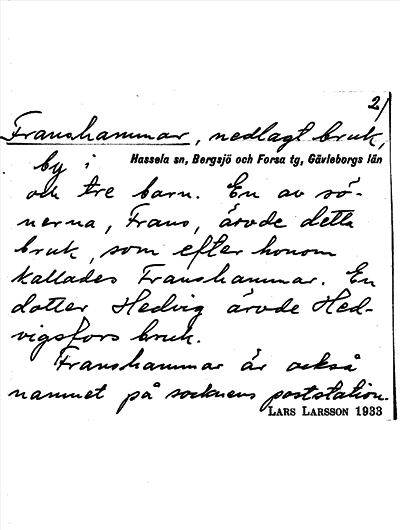 2/
Franshammar, nedlagt bruk,
by i Hassela sn, Bergsjö och Forsa tg, Gävleborgs län
och tre barn. En av sö-
nerna, Frans, ärvde detta
bruk, som efter honom
kallades Franshammar. En
dotter Hedvig ärvde Hed-
vigsfors bruk.
Franshammar är också
namnet på socknens poststation.
LARS LARSSON 1933